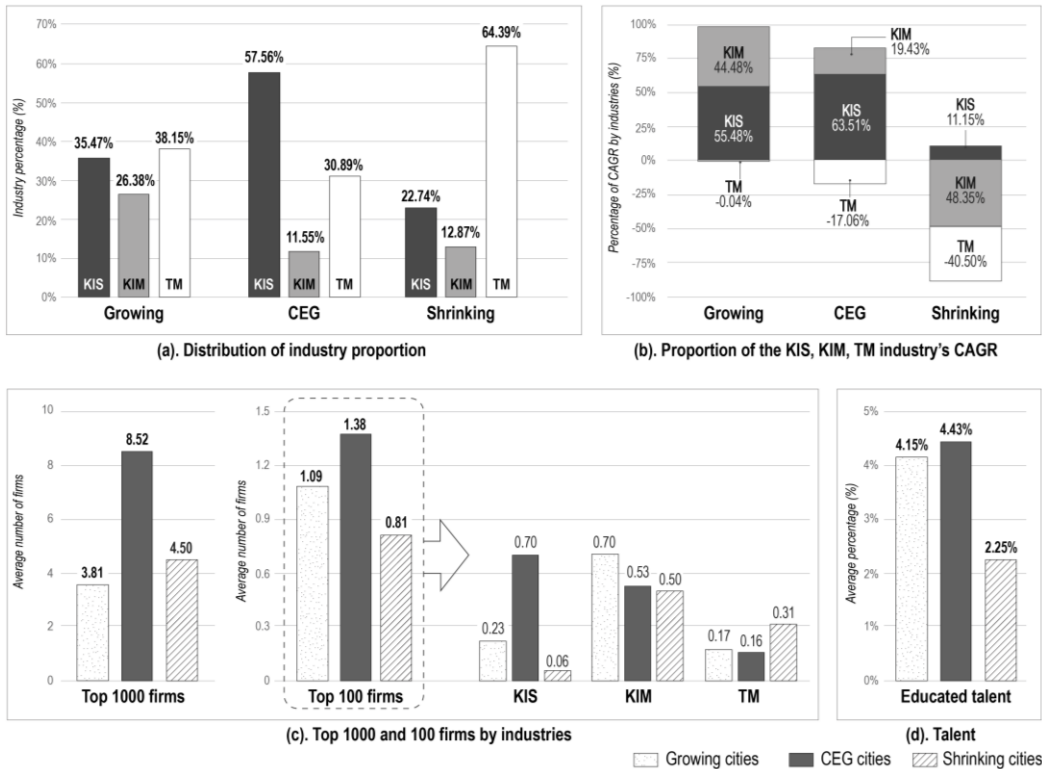 70%
60%
50%
40%
30%
20%
10%
0%
Industry percentage (%)
35.47%
26.38%
38.15%
57.56%
11.55%
30.89%
22.74%
12.87%
64.39%
KIS
KIM
TM
KIS
KIM
TM
KIS
KIM
TM
Growing
CEG
Shrinking
(a). Distribution of industry proportion
100%
75%
50%
25%
0%
-25%
-50%
-75%
-100%
Percentage of CAGR by industries (%)
KIM
44.48%
KIS
55.48%
TM
-0.04%
KIM
19.43%
KIS
63.51%
TM
-17.06%
KIS
11.15%
KIM
48.35%
TM
-40.50%
Growing
CEG
Shrinking
(b). Proportion of the KIS, KIM, TM industry's CAGR
10
8
6
4
2
0
Average number of firms
3.81
8.52
4.50
Top 1000 firms
1.5
1.2
0.9
0.6
0.3
0
Average number of firms
1.09
1.38
0.81
Top 100 firms
0.23
0.70
0.06
KIS
0.70
0.53
0.50
KIM
0.17
0.16
0.31
TM
(c). Top 1000 and 100 firms by industries
5%
4%
5%
2%
1%
0%
Average percentage (%)
4.15%
4.43%
2.25%
Educated talent
(d). Talent
Growing cities
CEG cities
Shrinking cities